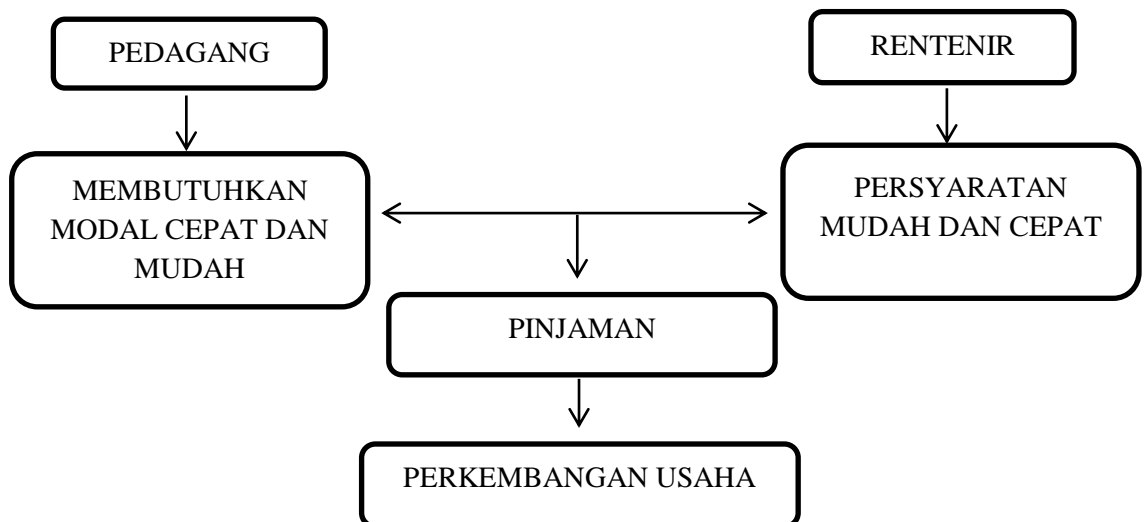 PEDAGANG
RENTENIR
MEMBUTUHKAN
MODAL CEPAT DAN
MUDAH
PERSYARATAN
MUDAH DAN CEPAT
PINJAMAN
PERKEMBANGAN USAHA